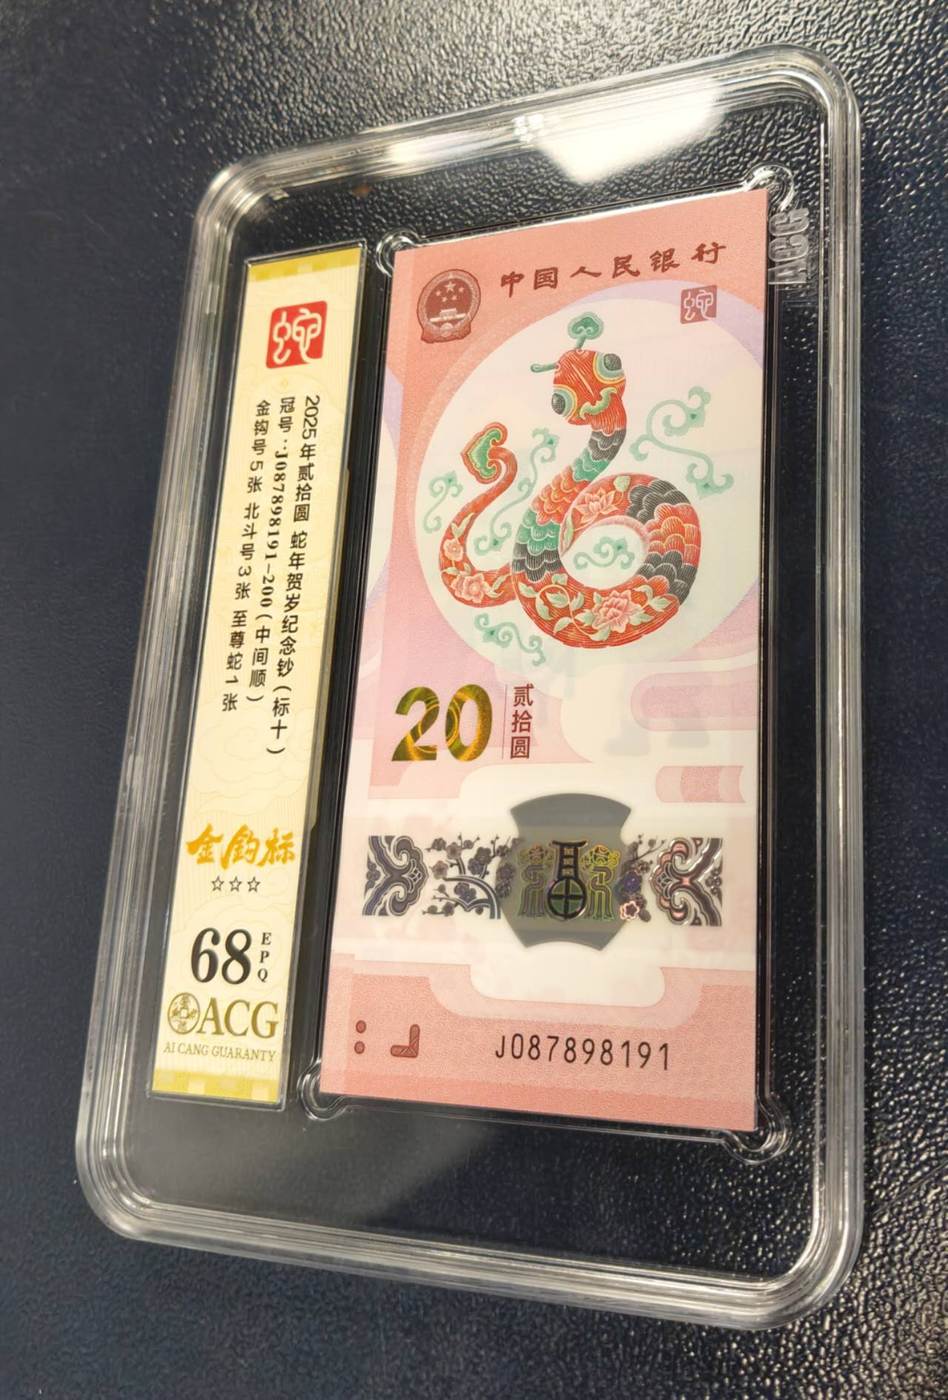 蛇
2025年贰拾圆 蛇年贺岁纪念钞(标十)
冠号:J087898191-200(中间顺)
金钩号5张 北斗号3张 至尊蛇1张
金钩标
☆☆☆
68
EPQ
ACG
AI CANG GUARANTY
中国人民银行
蛇
20
贰拾圆
福
J087898191
ACG